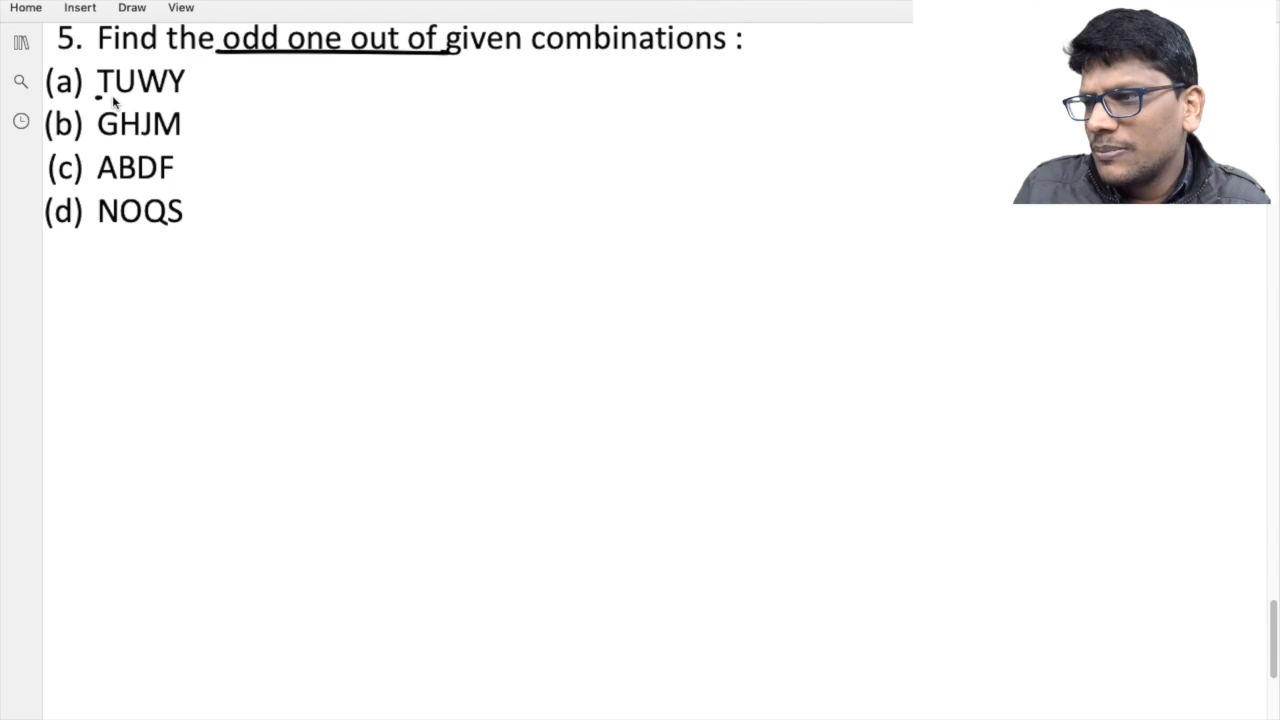 Home Insert Draw View
5. Find the odd one out of given combinations :
(a) TUWY
(b) GHJM
(c) ABDF
(d) NOQS